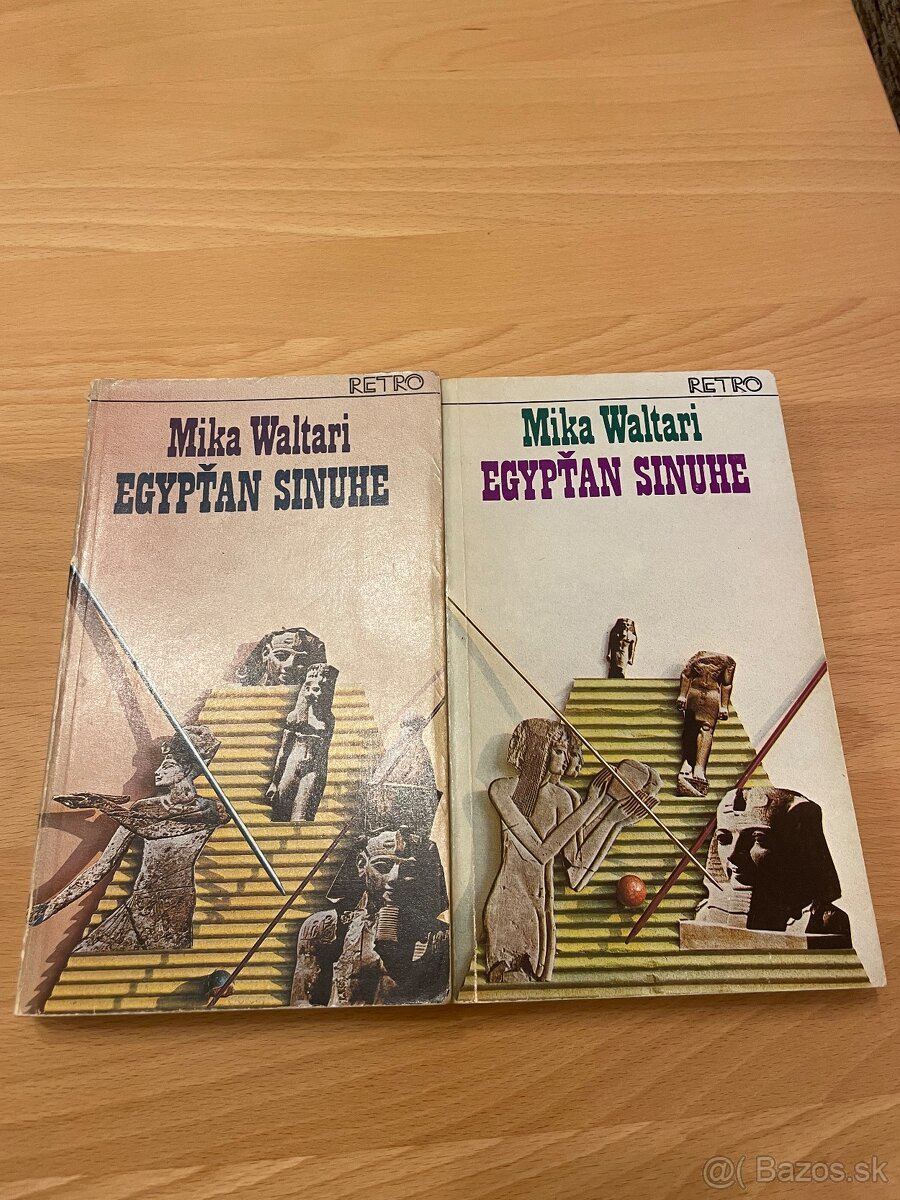 RETRO
Mika Waltari
EGYPŤAN SINUHE
RETRO
Mika Waltari
EGYPŤAN SINUHE
@( Bazos.sk